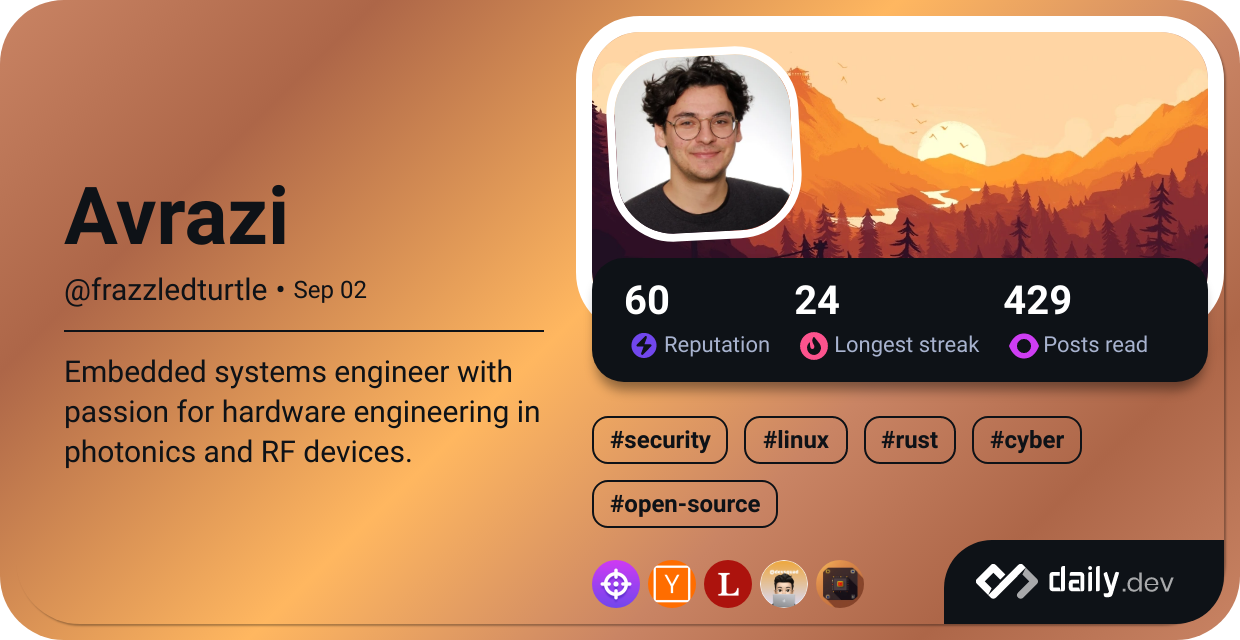 Avrazi
@frazzledturtle • Sep 02
Embedded systems engineer with
passion for hardware engineering in
photonics and RF devices.
60 24 429
Reputation Longest streak Posts read
#security #linux #rust #cyber
#open-source
Y L
daily.dev